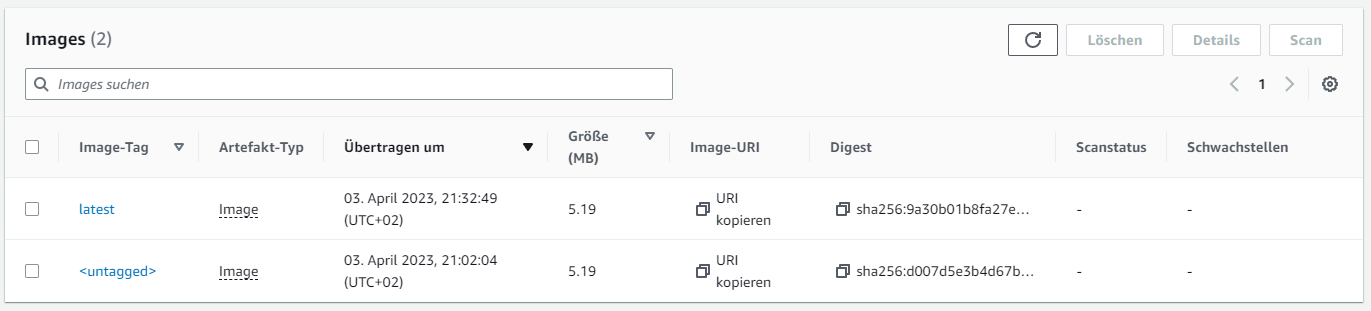 Images (2)
Löschen
Details
Scan
Images suchen
1
Image-Tag
Artefakt-Typ
Übertragen um
Größe
(MB)
Image-URI
Digest
Scanstatus
Schwachstellen
latest
Image
03. April 2023, 21:32:49
(UTC+02)
5.19
URI
kopieren
sha256:9a30b01b8fa27e...
-
-
<untagged>
Image
03. April 2023, 21:02:04
(UTC+02)
5.19
URI
kopieren
sha256:d007d5e3b4d67b...
-
-